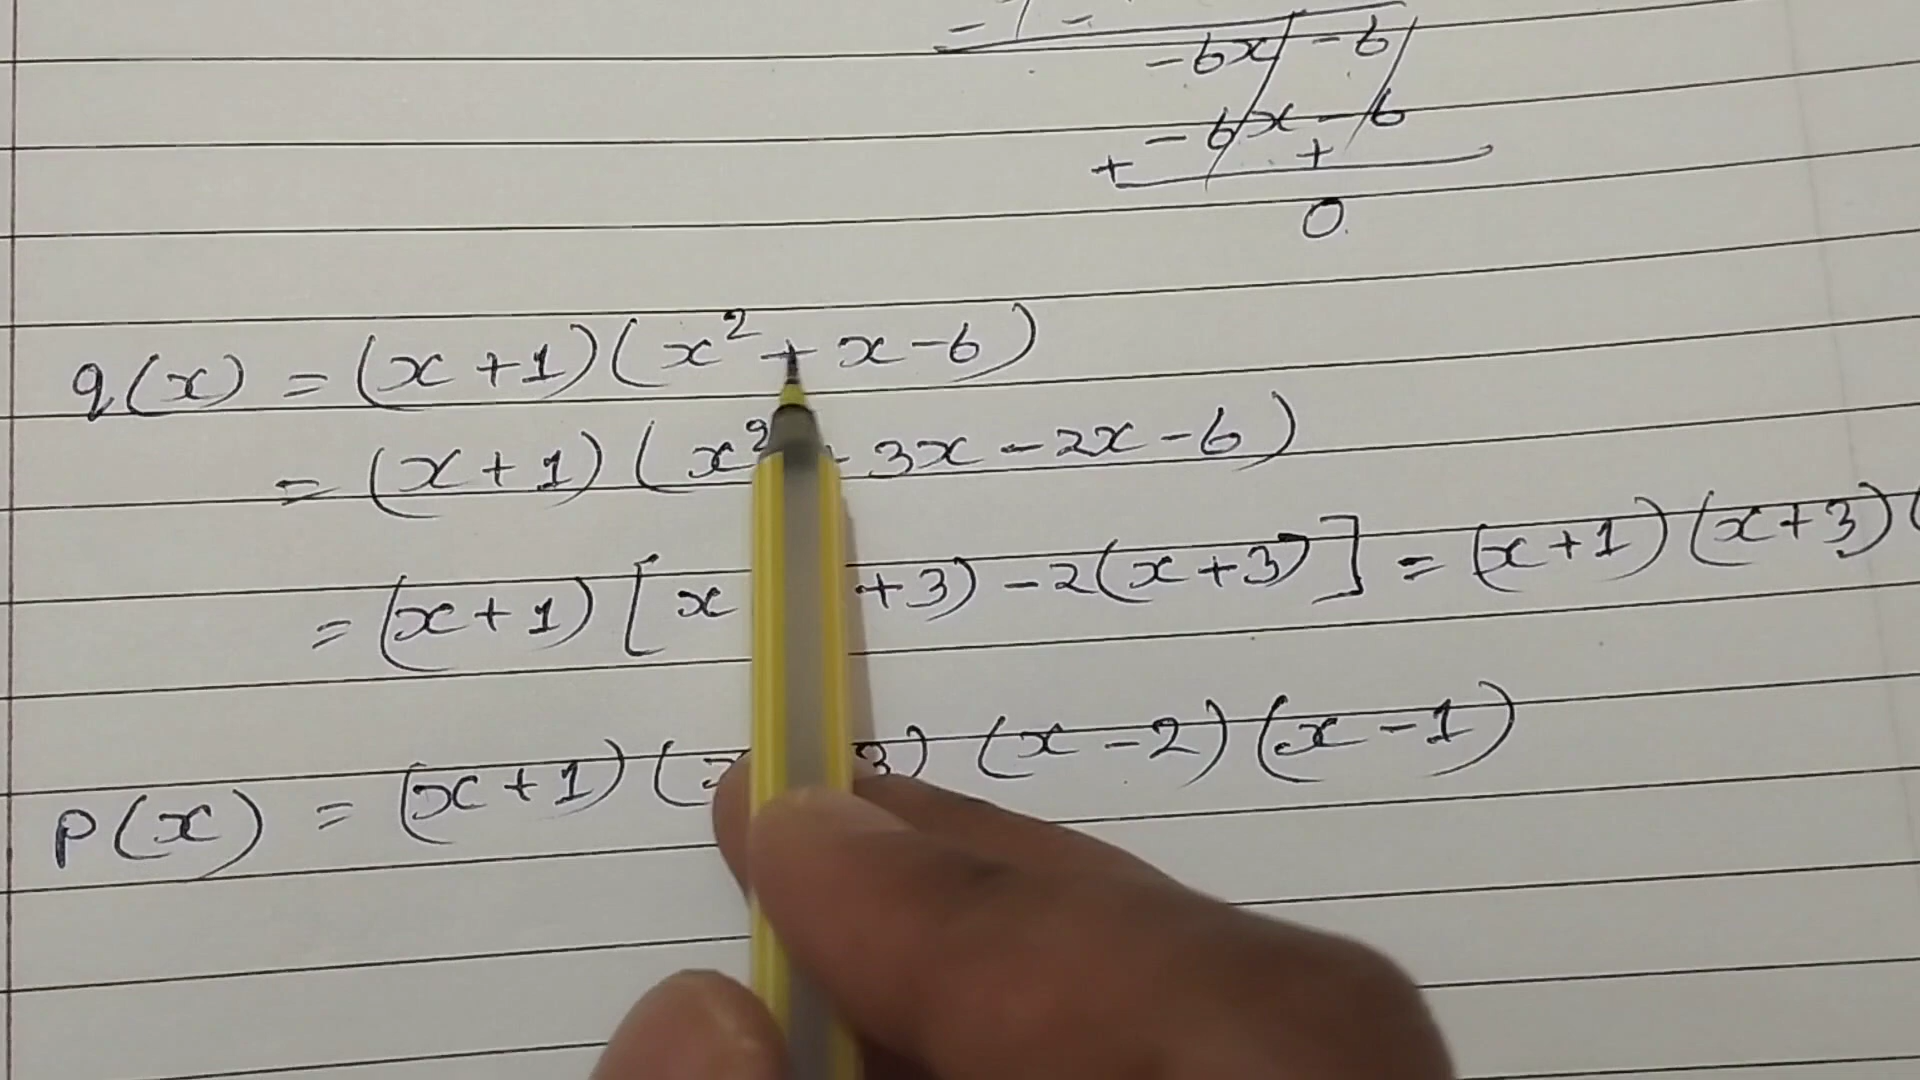 -6x -6
-6x -6
+ +
0
q(x) = (x+1)(x² + x-6)
= (x+1)(x² 3x-2x-6)
= (x+1)[x +3)-2(x+3)] = (x+1)(x+3)(
P(x) = (x+1)( 3)(x-2)(x-1)